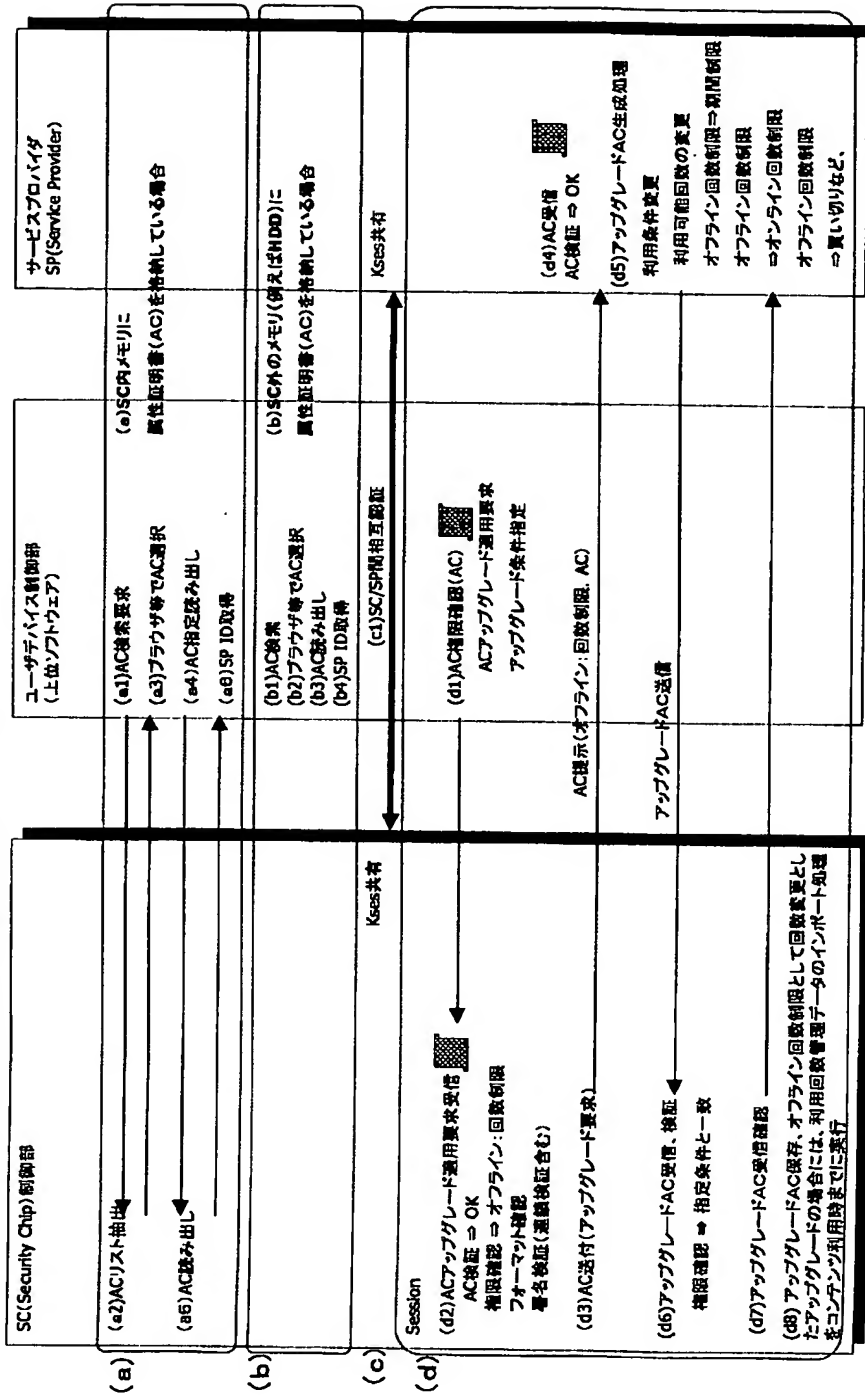 SC(Security Chip)制御部
ユーザデバイス制御部
(上位ソフトウェア)
サービスプロバイダ
SP(Service Provider)
(a)
(a1)AC検索要求
(a2)ACリスト抽出
(a3)ブラウザ等でAC選択
(a4)AC指定読み出し
(a5)AC読み出し
(a6)SP ID取得
(a)SC内メモリに
属性証明書(AC)を格納している場合
(b)
(b1)AC検索
(b2)ブラウザ等でAC選択
(b3)AC読み出し
(b4)SP ID取得
(b)SC外のメモリ(例えばHDD)に
属性証明書(AC)を格納している場合
(c)
(c1)SC/SP間相互認証
Kses共有
Kses共有
(d)
Session
(d1)AC権限確認(AC)
ACアップグレード適用要求
アップグレード条件指定
(d2)ACアップグレード適用要求受信
AC検証 ⇒ OK
権限確認 ⇒ オフライン:回数制限
フォーマット確認
署名検証(連鎖検証含む)
(d3)AC送付(アップグレード要求)
AC提示(オフライン:回数制限, AC)
(d4)AC受信
AC検証 ⇒ OK
(d5)アップグレードAC生成処理
利用条件変更
利用可能回数の変更
オフライン回数制限⇒期間制限
オフライン回数制限
⇒オンライン回数制限
オフライン回数制限
⇒買い切りなど、
アップグレードAC送信
(d6)アップグレードAC受信、検証
権限確認 ⇒ 指定条件と一致
(d7)アップグレードAC受信確認
(d8)アップグレードAC保存、オフライン回数制限として回数変更とし
たアップグレードの場合には、利用回数管理データのインポート処理
をコンテンツ利用時までに実行